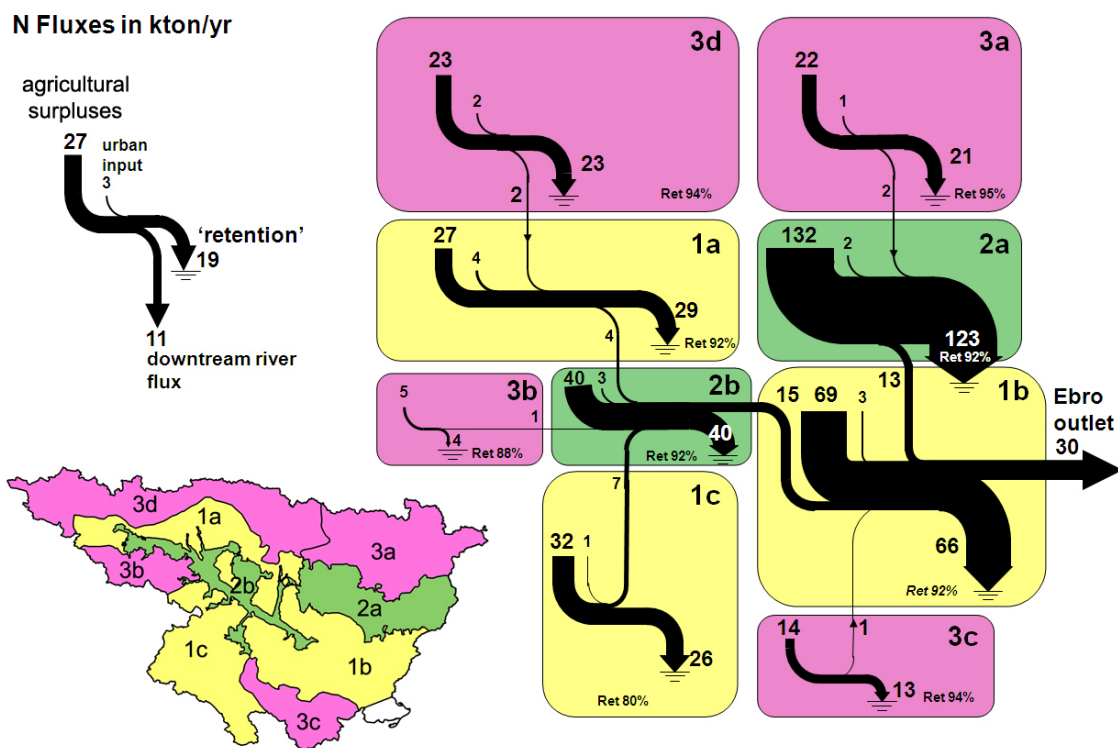 N Fluxes in kton/yr
agricultural
surpluses
27
urban
input
3
'retention'
19
11
downtream river
flux
3d
23
2
23
2
Ret 94%
3a
22
1
21
2
Ret 95%
1a
27
4
29
4
Ret 92%
2a
132
2
123
Ret 92%
13
3b
5
1
4
Ret 88%
2b
40
3
40
Ret 92%
15
1b
69
3
66
Ret 92%
Ebro
outlet
30
1c
7
32
1
26
Ret 80%
3c
14
1
13
Ret 94%
3d
1a
3a
3b
2b
2a
1c
1b
3c